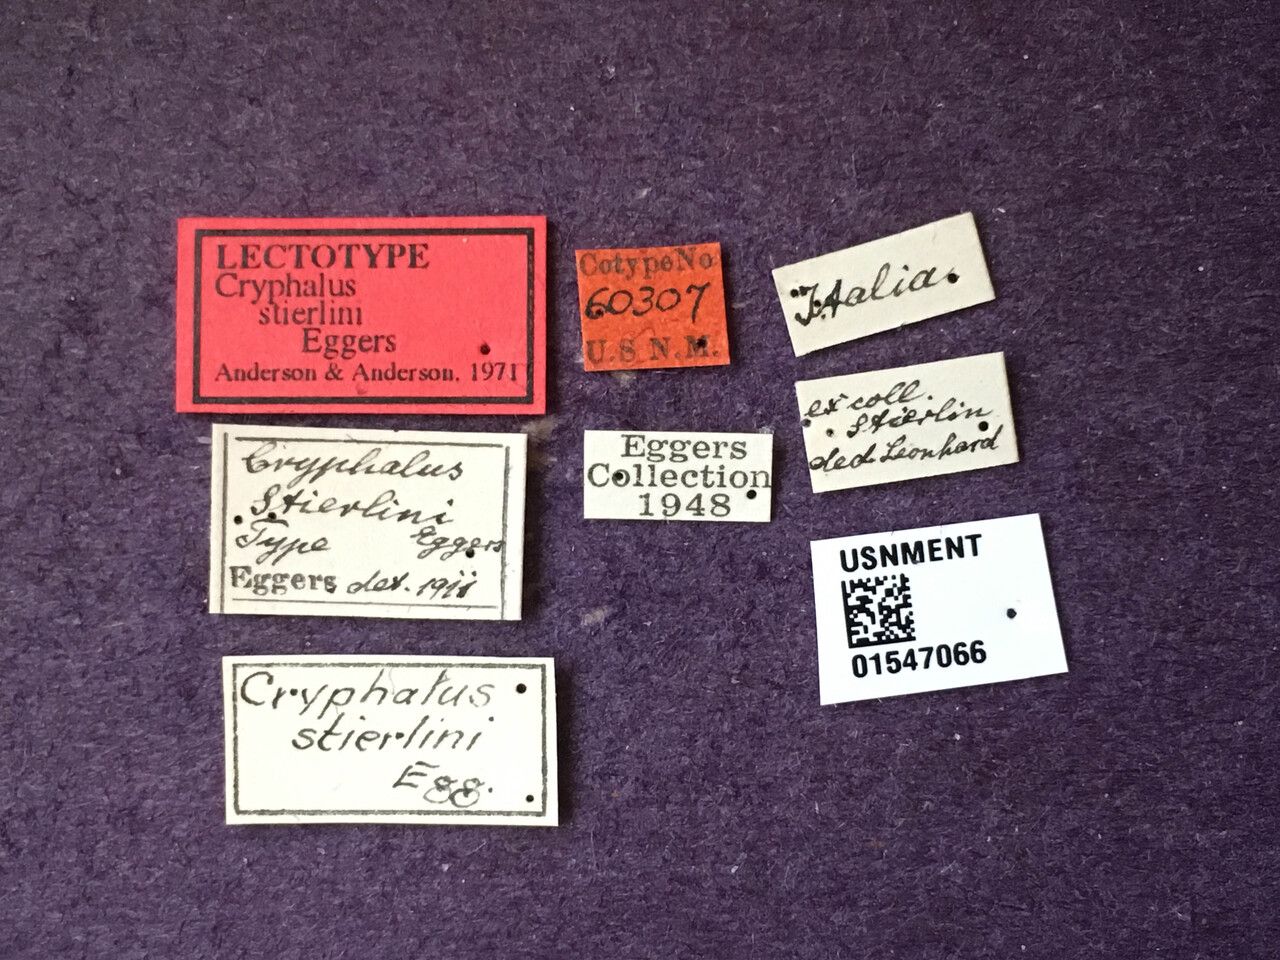 LECTOTYPE
Cryphalus
stierlini
Eggers
Anderson & Anderson, 1971
Cotype No
60307
U.S N.M.
Italia.
ex coll.
Stierlin
ded. Leonhard
Cryphalus
Stierlini
Type Eggers
Eggers det. 1911
Eggers
Collection
1948
USNMENT
01547066
Cryphalus
stierlini
Egg.